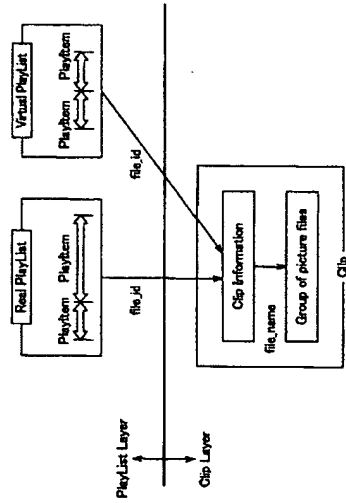 Real PlayList
PlayItem PlayItem
Virtual PlayList
PlayItem PlayItem
file_id
file_id
PlayList Layer
Clip Layer
Clip Information
file_name
Group of picture files
Clip